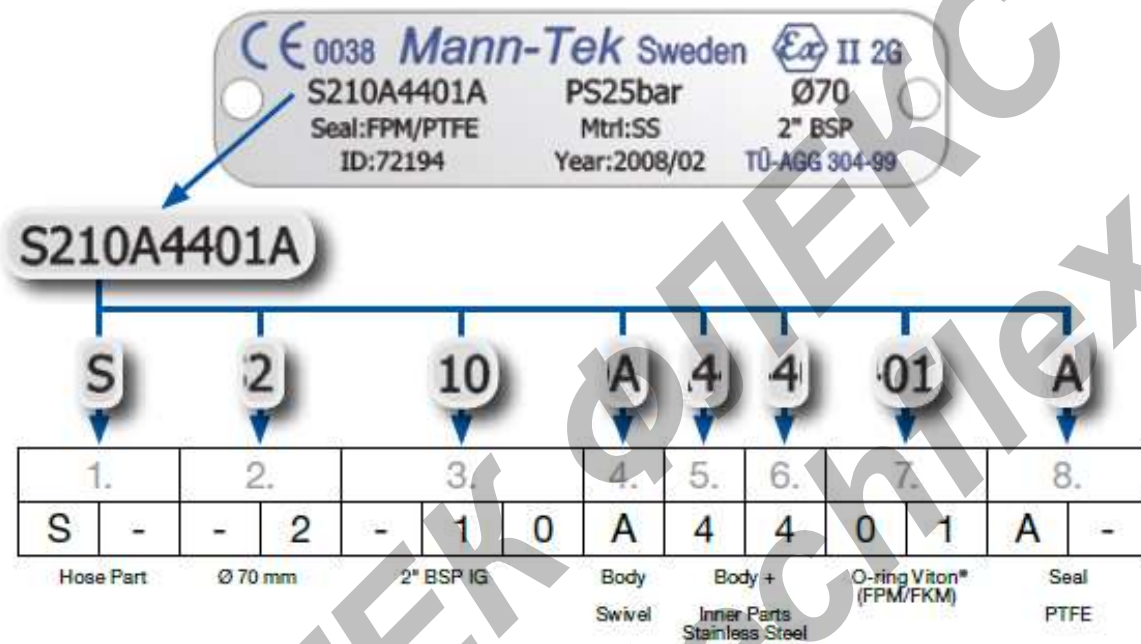 CE 0038 Mann-Tek Sweden Ex II 2G
S210A4401A PS25bar Ø70
Seal:FPM/PTFE Mtrl:SS 2" BSP
ID:72194 Year:2008/02 TÜ-AGG 304-99
S210A4401A
S 2 10 A 4 4 01 A
1. 2. 3. 4. 5. 6. 7. 8.
S - - 2 - 1 0 A 4 4 0 1 A -
Hose Part Ø 70 mm 2" BSP IG Body Body + O-ring Viton® Seal
(FPM/FKM)
Swivel Inner Parts PTFE
Stainless Steel
ФЛЕКС